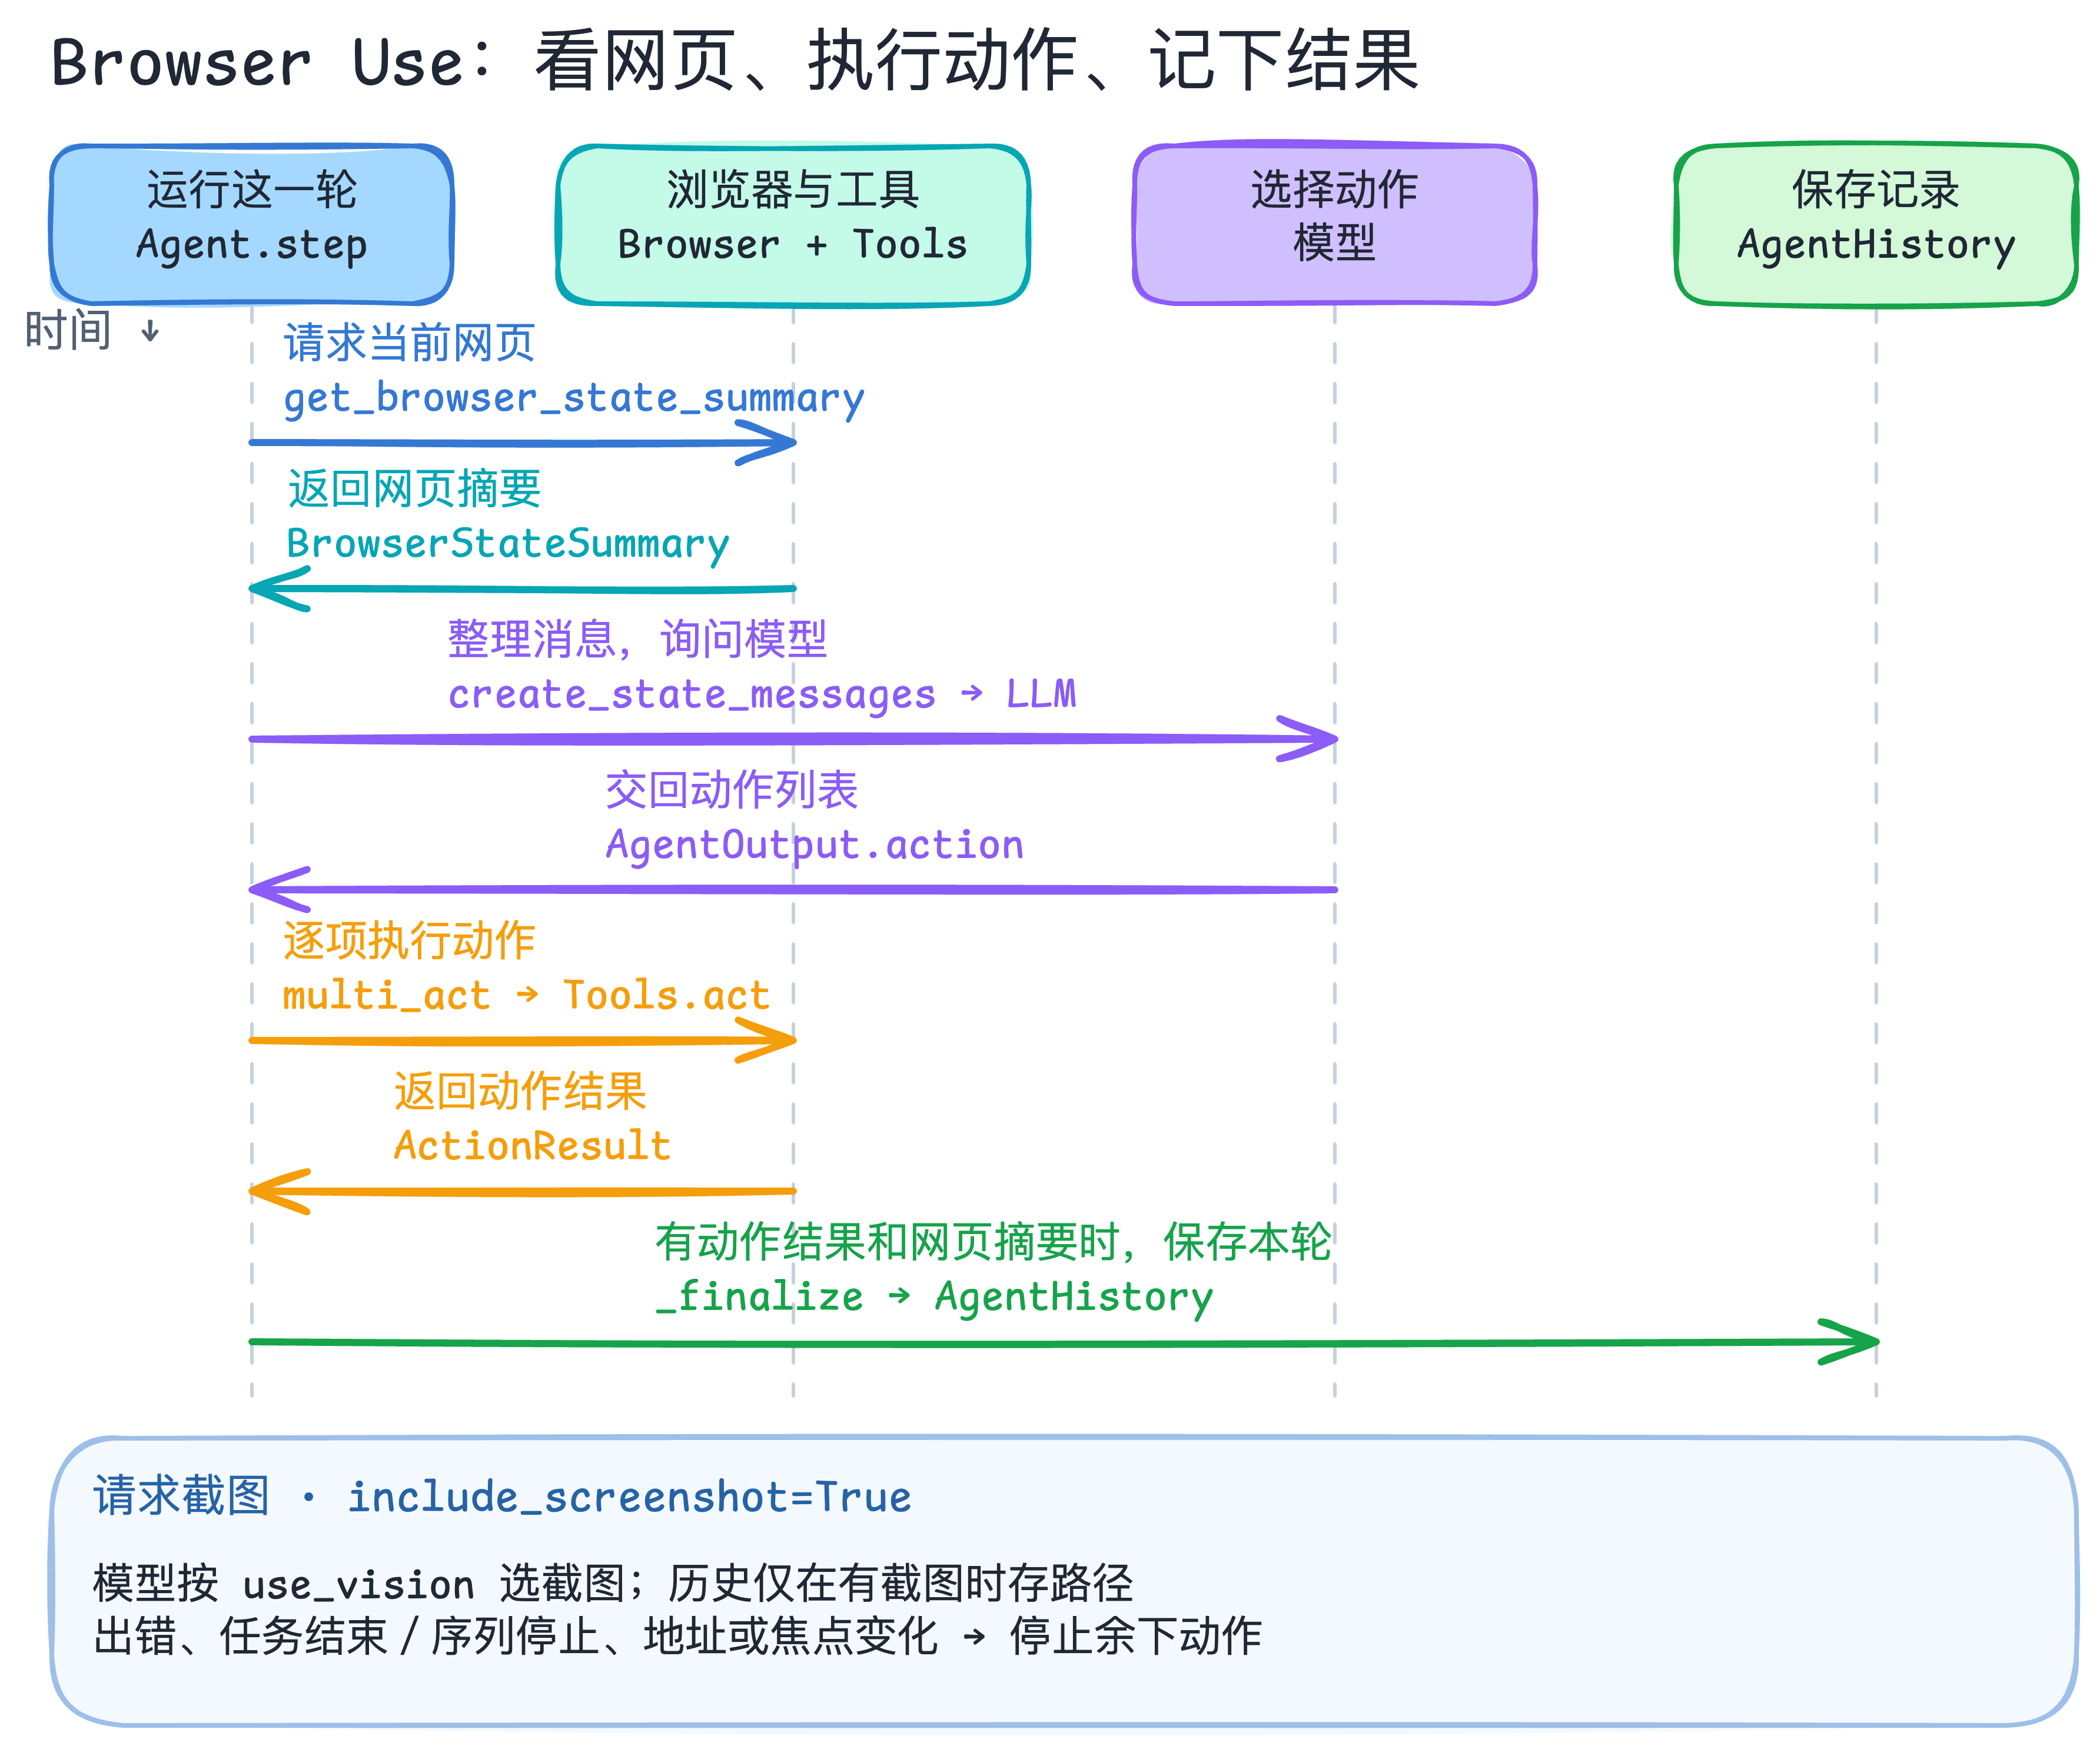 Browser Use：看网页、执行动作、记下结果
运行这一轮
Agent.step
浏览器与工具
Browser + Tools
选择动作
模型
保存记录
AgentHistory
时间 ↓
请求当前网页
get_browser_state_summary
返回网页摘要
BrowserStateSummary
整理消息，询问模型
create_state_messages → LLM
交回动作列表
AgentOutput.action
逐项执行动作
multi_act → Tools.act
返回动作结果
ActionResult
有动作结果和网页摘要时，保存本轮
_finalize → AgentHistory
请求截图 · include_screenshot=True
模型按 use_vision 选截图；历史仅在有截图时存路径
出错、任务结束 / 序列停止、地址或焦点变化 → 停止余下动作